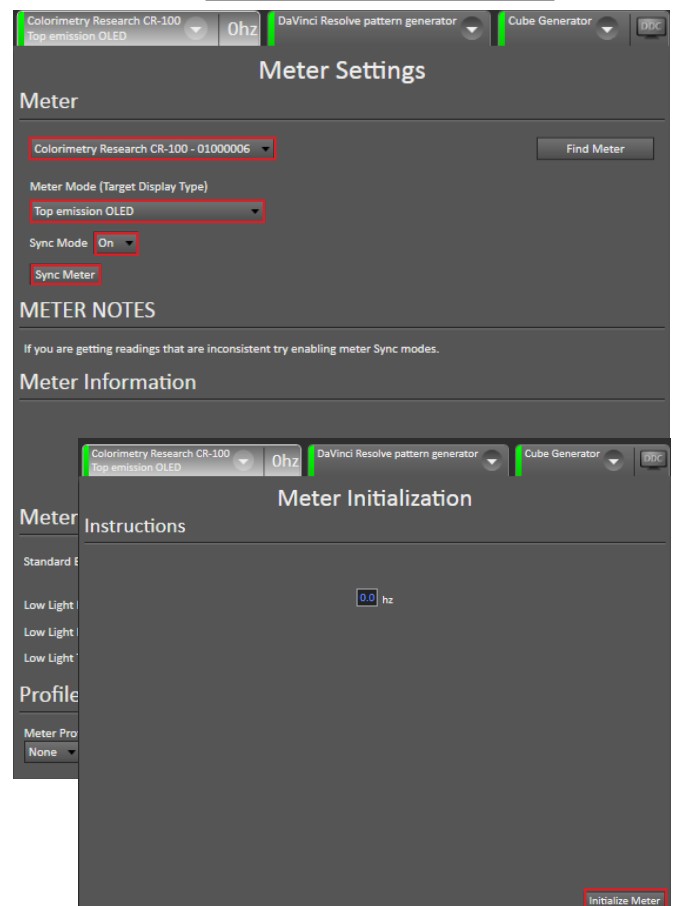 Colorimetry Research CR-100
Top emission OLED
0hz
DaVinci Resolve pattern generator
Cube Generator
DDC
Meter Settings
Meter
Colorimetry Research CR-100 - 01000006
Find Meter
Meter Mode (Target Display Type)
Top emission OLED
Sync Mode On
Sync Meter
METER NOTES
If you are getting readings that are inconsistent try enabling meter Sync modes.
Meter Information
Meter
Standard
Low Light
Low Light
Low Light
Profile
Meter
None
Colorimetry Research CR-100
Top emission OLED
0hz
DaVinci Resolve pattern generator
Cube Generator
DDC
Meter Initialization
Instructions
0.0 hz
Initialize Meter